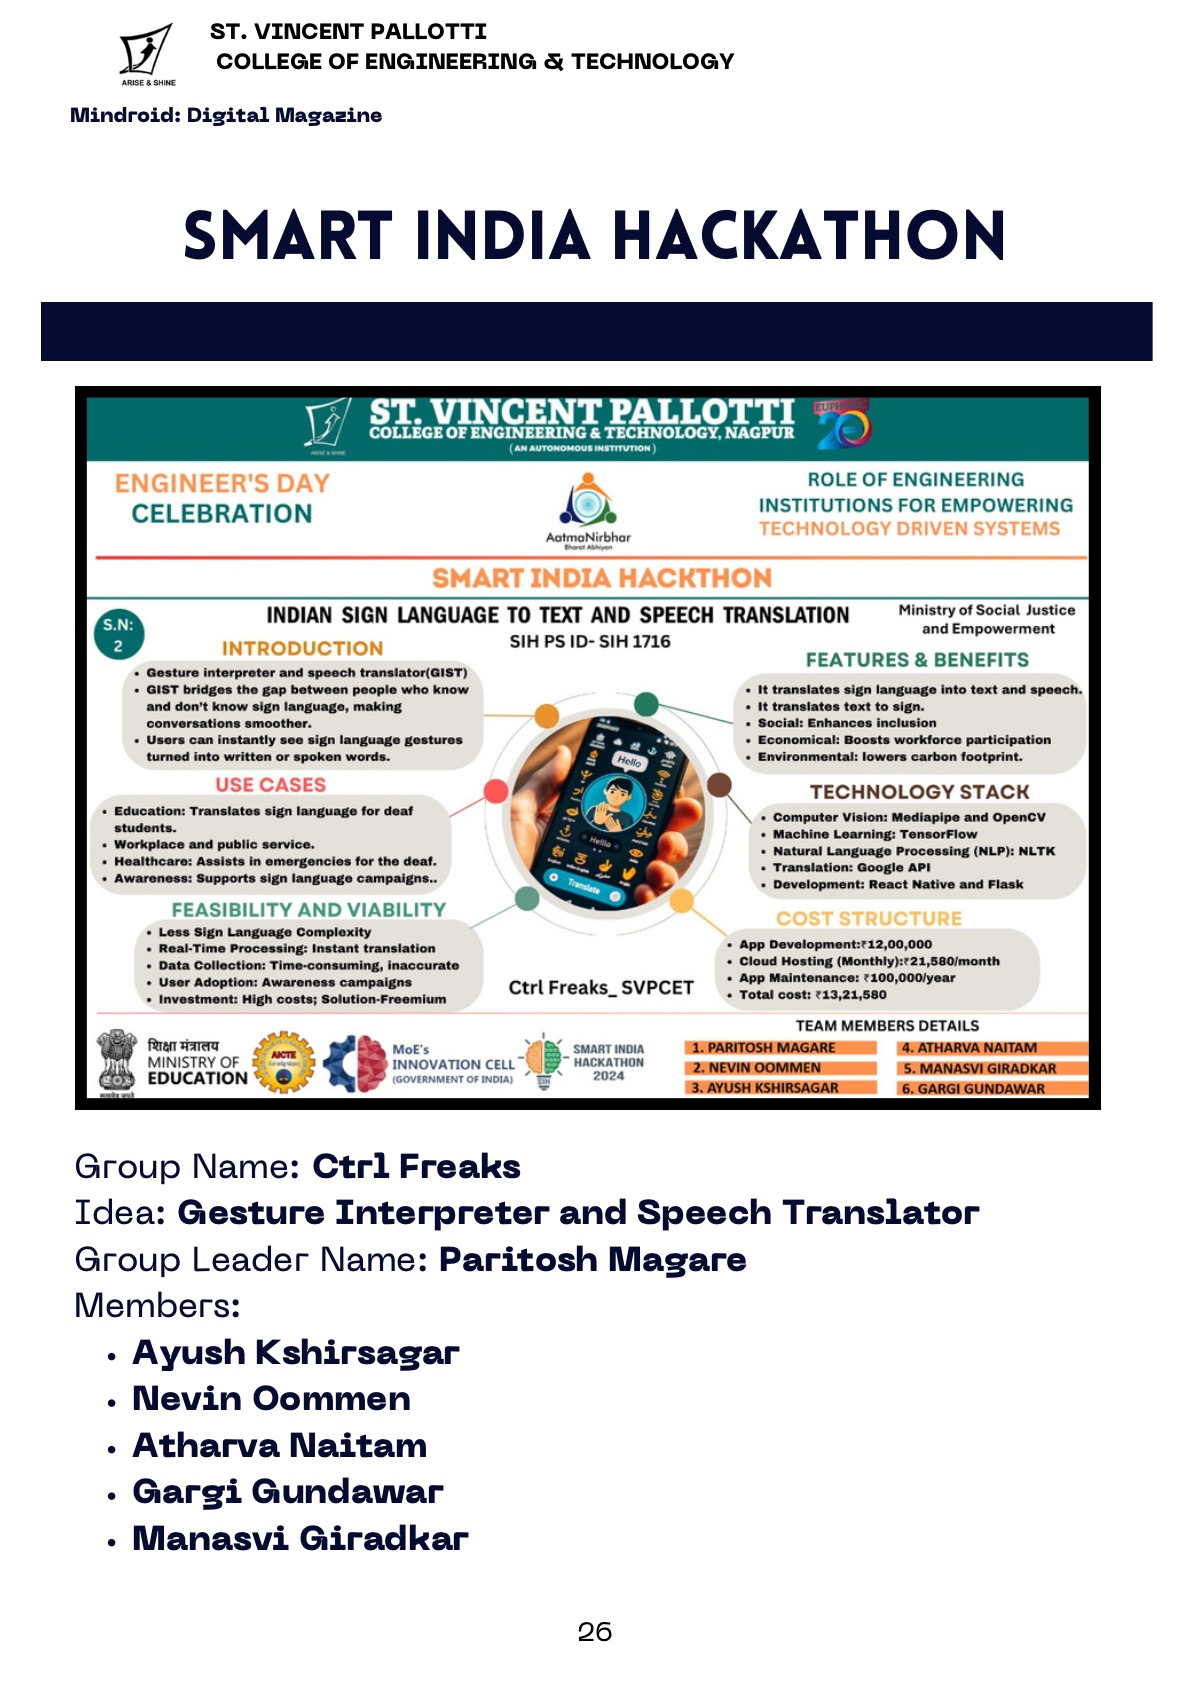 ST. VINCENT PALLOTTI
COLLEGE OF ENGINEERING & TECHNOLOGY
ARISE & SHINE
Mindroid: Digital Magazine
SMART INDIA HACKATHON
ST. VINCENT PALLOTTI
COLLEGE OF ENGINEERING & TECHNOLOGY, NAGPUR
(AN AUTONOMOUS INSTITUTION)
ARISE & SHINE
20
ENGINEER'S DAY
CELEBRATION
AatmaNirbhar
Bharat Abhiyan
ROLE OF ENGINEERING
INSTITUTIONS FOR EMPOWERING
TECHNOLOGY DRIVEN SYSTEMS
SMART INDIA HACKTHON
S.N:
2
INDIAN SIGN LANGUAGE TO TEXT AND SPEECH TRANSLATION
SIH PS ID- SIH 1716
Ministry of Social Justice
and Empowerment
INTRODUCTION
• Gesture interpreter and speech translator(GIST)
• GIST bridges the gap between people who know
and don't know sign language, making
conversations smoother.
• Users can instantly see sign language gestures
turned into written or spoken words.
USE CASES
• Education: Translates sign language for deaf
students.
• Workplace and public service.
• Healthcare: Assists in emergencies for the deaf.
• Awareness: Supports sign language campaigns..
FEASIBILITY AND VIABILITY
• Less Sign Language Complexity
• Real-Time Processing: Instant translation
• Data Collection: Time-consuming, inaccurate
• User Adoption: Awareness campaigns
• Investment: High costs; Solution-Freemium
Hello
Hello
Translate
Ctrl Freaks_ SVPCET
FEATURES & BENEFITS
• It translates sign language into text and speech.
• It translates text to sign.
• Social: Enhances inclusion
• Economical: Boosts workforce participation
• Environmental: lowers carbon footprint.
TECHNOLOGY STACK
• Computer Vision: Mediapipe and OpenCV
• Machine Learning: TensorFlow
• Natural Language Processing (NLP): NLTK
• Translation: Google API
• Development: React Native and Flask
COST STRUCTURE
• App Development:₹12,00,000
• Cloud Hosting (Monthly):₹21,580/month
• App Maintenance: ₹100,000/year
• Total cost: ₹13,21,580
शिक्षा मंत्रालय
MINISTRY OF
EDUCATION
सत्यमेव जयते
AICTE
MoE's
INNOVATION CELL
(GOVERNMENT OF INDIA)
SIH
SMART INDIA
HACKATHON
2024
TEAM MEMBERS DETAILS
1. PARITOSH MAGARE
2. NEVIN OOMMEN
3. AYUSH KSHIRSAGAR
4. ATHARVA NAITAM
5. MANASVI GIRADKAR
6. GARGI GUNDAWAR
Group Name: Ctrl Freaks
Idea: Gesture Interpreter and Speech Translator
Group Leader Name: Paritosh Magare
Members:
• Ayush Kshirsagar
• Nevin Oommen
• Atharva Naitam
• Gargi Gundawar
• Manasvi Giradkar
26